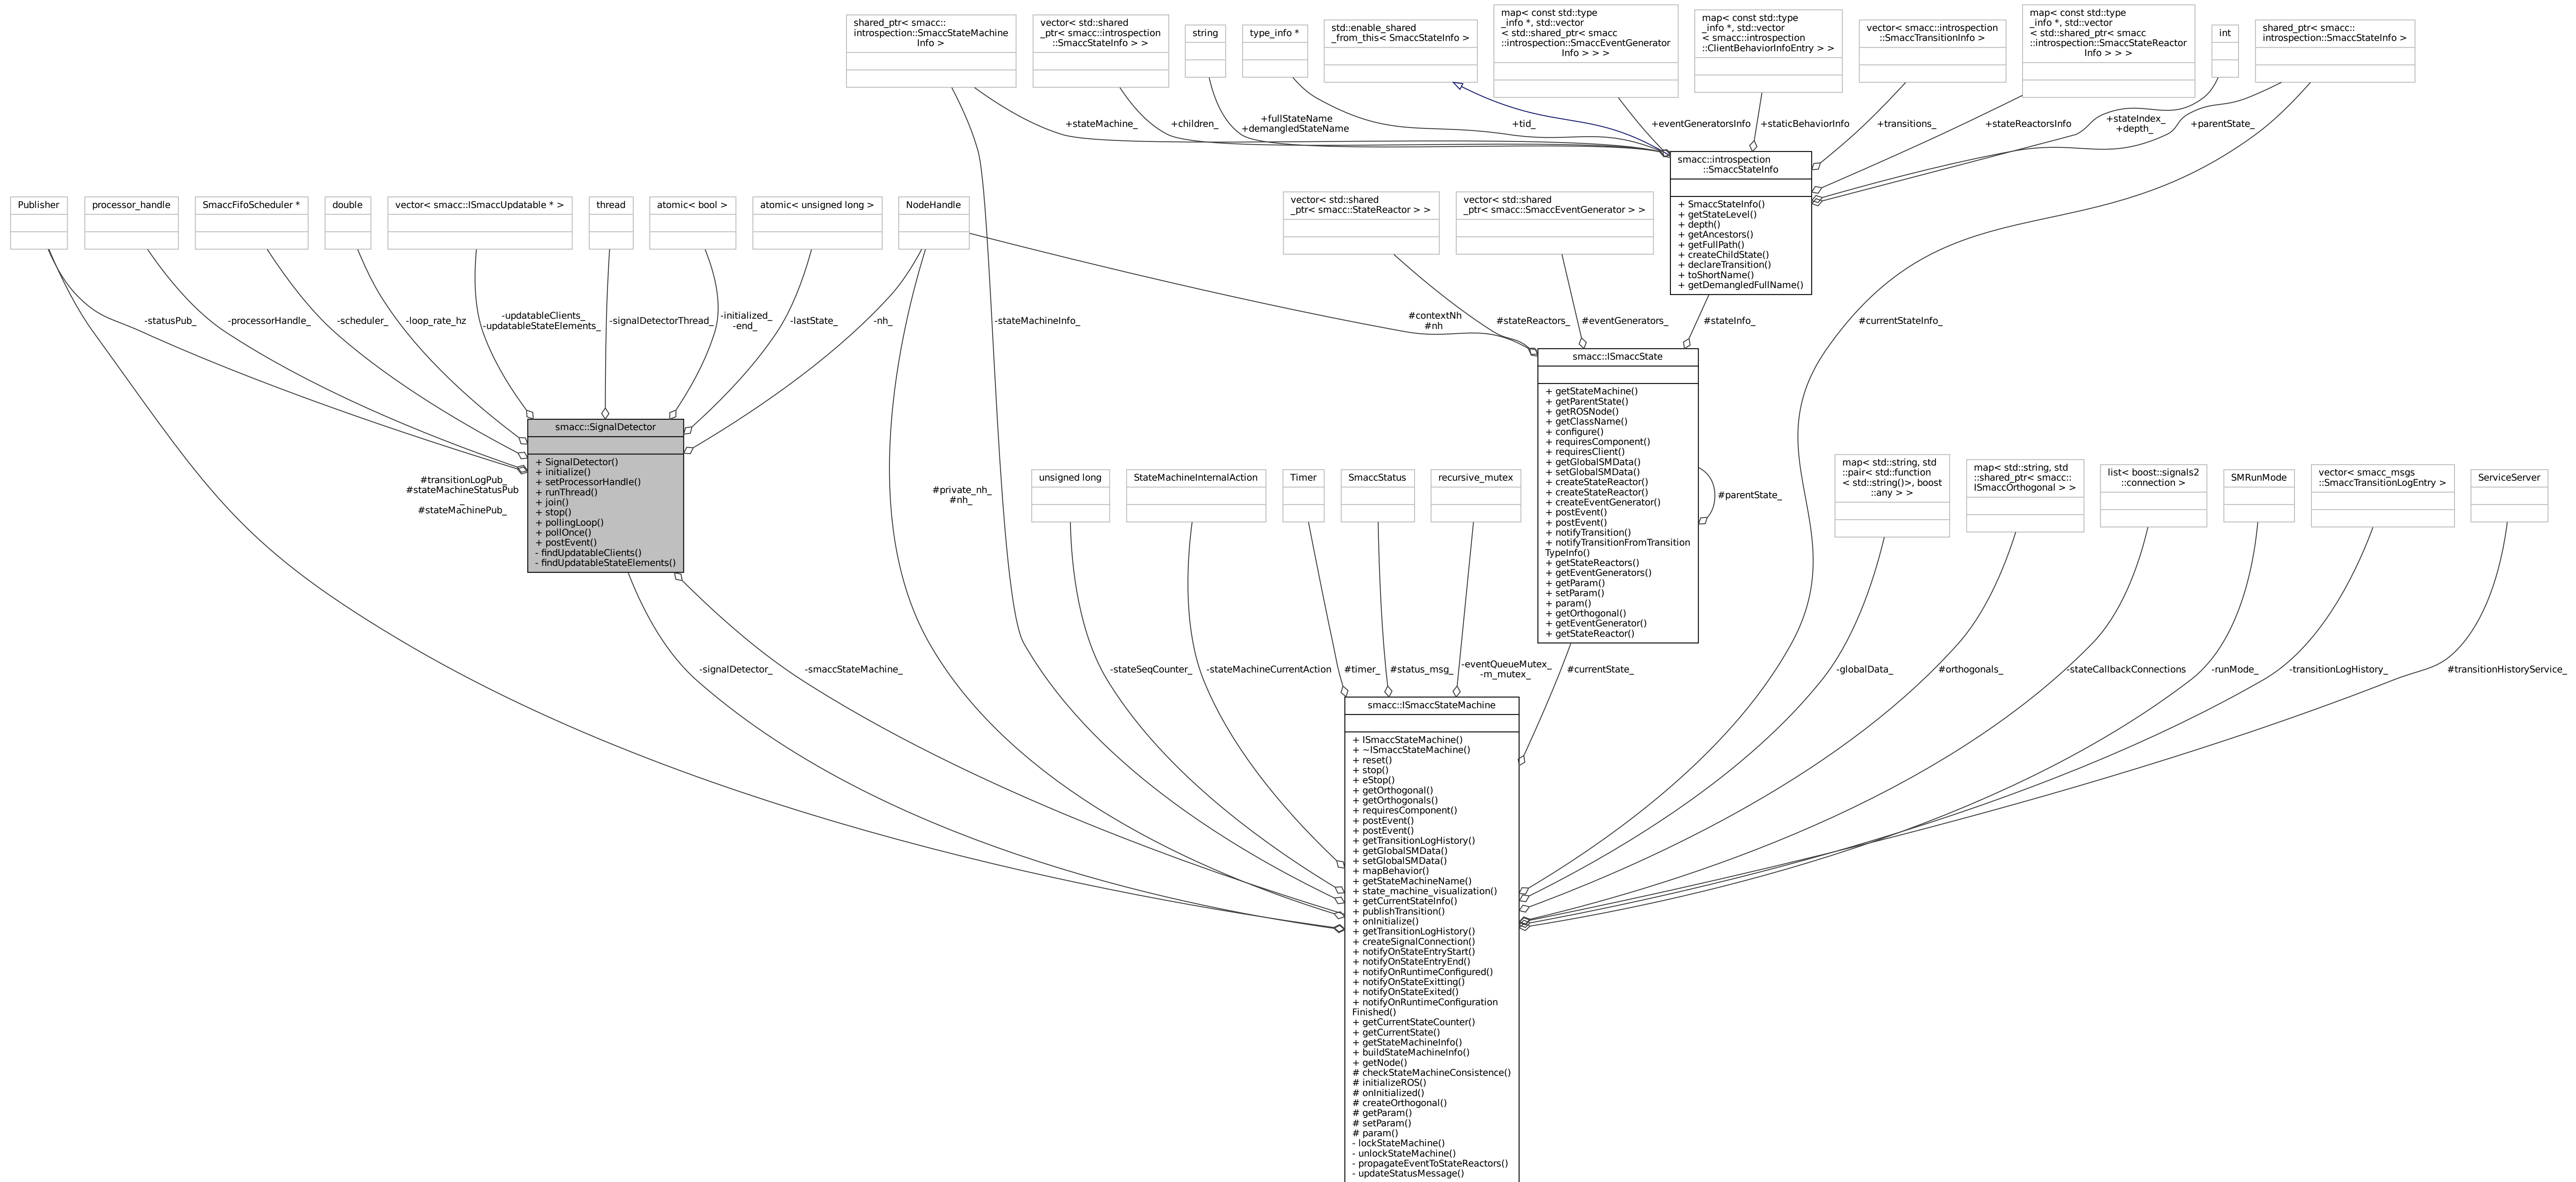 shared_ptr< smacc::
introspection::SmaccStateMachine
Info >
vector< std::shared
_ptr< smacc::introspection
::SmaccStateInfo > >
string
type_info *
std::enable_shared
_from_this< SmaccStateInfo >
map< const std::type
_info *, std::vector
< std::shared_ptr< smacc
::introspection::SmaccEventGenerator
Info > > >
map< const std::type
_info *, std::vector
< smacc::introspection
::ClientBehaviorInfoEntry > >
vector< smacc::introspection
::SmaccTransitionInfo >
map< const std::type
_info *, std::vector
< std::shared_ptr< smacc
::introspection::SmaccStateReactor
Info > > >
int
shared_ptr< smacc::
introspection::SmaccStateInfo >
+stateMachine_
+children_
+fullStateName
+demangledStateName
+tid_
+eventGeneratorsInfo
+staticBehaviorInfo
+transitions_
+stateReactorsInfo
+stateIndex_
+depth_
+parentState_
smacc::introspection
::SmaccStateInfo
+ SmaccStateInfo()
+ getStateLevel()
+ depth()
+ getAncestors()
+ getFullPath()
+ createChildState()
+ declareTransition()
+ toShortName()
+ getDemangledFullName()
Publisher
processor_handle
SmaccFifoScheduler *
double
vector< smacc::ISmaccUpdatable * >
thread
atomic< bool >
atomic< unsigned long >
NodeHandle
vector< std::shared
_ptr< smacc::StateReactor > >
vector< std::shared
_ptr< smacc::SmaccEventGenerator > >
-statusPub_
-processorHandle_
-scheduler_
-loop_rate_hz
-updatableClients_
-updatableStateElements_
-signalDetectorThread_
-initialized_
-end_
-lastState_
-nh_
-stateMachineInfo_
#contextNh
#nh
#stateReactors_
#eventGenerators_
#stateInfo_
#currentStateInfo_
smacc::ISmaccState
+ getStateMachine()
+ getParentState()
+ getROSNode()
+ getClassName()
+ configure()
+ requiresComponent()
+ requiresClient()
+ getGlobalSMData()
+ setGlobalSMData()
+ createStateReactor()
+ createStateReactor()
+ createEventGenerator()
+ postEvent()
+ postEvent()
+ notifyTransition()
+ notifyTransitionFromTransition
TypeInfo()
+ getStateReactors()
+ getEventGenerators()
+ getParam()
+ setParam()
+ param()
+ getOrthogonal()
+ getEventGenerator()
+ getStateReactor()
#parentState_
smacc::SignalDetector
+ SignalDetector()
+ initialize()
+ setProcessorHandle()
+ runThread()
+ join()
+ stop()
+ pollingLoop()
+ pollOnce()
+ postEvent()
- findUpdatableClients()
- findUpdatableStateElements()
#transitionLogPub_
#stateMachineStatusPub
_
#stateMachinePub_
#private_nh_
#nh_
unsigned long
StateMachineInternalAction
Timer
SmaccStatus
recursive_mutex
map< std::string, std
::pair< std::function
< std::string()>, boost
::any > >
map< std::string, std
::shared_ptr< smacc::
ISmaccOrthogonal > >
list< boost::signals2
::connection >
SMRunMode
vector< smacc_msgs
::SmaccTransitionLogEntry >
ServiceServer
-signalDetector_
-smaccStateMachine_
-stateSeqCounter_
-stateMachineCurrentAction
#timer_
#status_msg_
-eventQueueMutex_
-m_mutex_
#currentState_
-globalData_
#orthogonals_
-stateCallbackConnections
-runMode_
-transitionLogHistory_
#transitionHistoryService_
smacc::ISmaccStateMachine
+ ISmaccStateMachine()
+ ~ISmaccStateMachine()
+ reset()
+ stop()
+ eStop()
+ getOrthogonal()
+ getOrthogonals()
+ requiresComponent()
+ postEvent()
+ postEvent()
+ getTransitionLogHistory()
+ getGlobalSMData()
+ setGlobalSMData()
+ mapBehavior()
+ getStateMachineName()
+ state_machine_visualization()
+ getCurrentStateInfo()
+ publishTransition()
+ onInitialize()
+ getTransitionLogHistory()
+ createSignalConnection()
+ notifyOnStateEntryStart()
+ notifyOnStateEntryEnd()
+ notifyOnRuntimeConfigured()
+ notifyOnStateExitting()
+ notifyOnStateExited()
+ notifyOnRuntimeConfiguration
Finished()
+ getCurrentStateCounter()
+ getCurrentState()
+ getStateMachineInfo()
+ buildStateMachineInfo()
+ getNode()
# checkStateMachineConsistence()
# initializeROS()
# onInitialized()
# createOrthogonal()
# getParam()
# setParam()
# param()
- lockStateMachine()
- unlockStateMachine()
- propagateEventToStateReactors()
- updateStatusMessage()